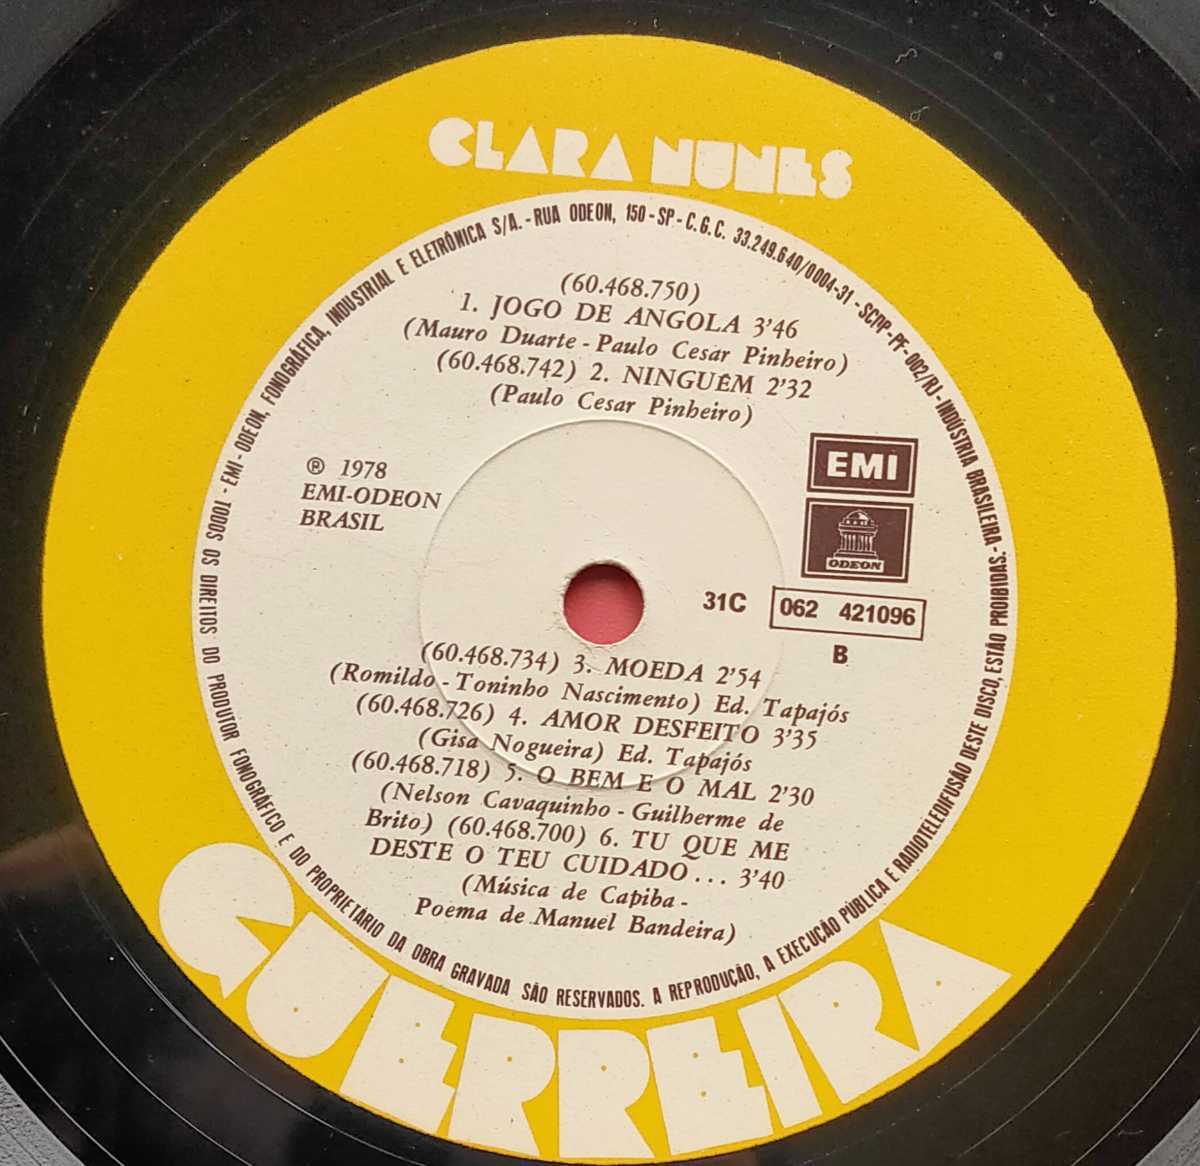 CLARA NUNES
TODOS OS DIREITOS DO PRODUTOR FONOGRÁFICO E DO PROPRIETÁRIO DA OBRA GRAVADA SÃO RESERVADOS. A REPRODUÇÃO, A EXECUÇÃO PÚBLICA E RADIOTELEDIFUSÃO DESTE DISCO, ESTÃO PROIBIDAS. - EMI - ODEON, FONOGRÁFICA, INDUSTRIAL E ELETRÔNICA S/A. - RUA ODEON, 150 - SP - C.G.C. 33.249.640/0004-31 - SCDP-PF-002/RJ - INDÚSTRIA BRASILEIRA -
(60.468.750)
1. JOGO DE ANGOLA 3'46
(Mauro Duarte - Paulo Cesar Pinheiro)
(60.468.742) 2. NINGUÉM 2'32
(Paulo Cesar Pinheiro)
℗ 1978
EMI-ODEON
BRASIL
EMI
ODEON
31C 062 421096
B
(60.468.734) 3. MOEDA 2'54
(Romildo - Toninho Nascimento) Ed. Tapajós
(60.468.726) 4. AMOR DESFEITO 3'35
(Gisa Nogueira) Ed. Tapajós
(60.468.718) 5. O BEM E O MAL 2'30
(Nelson Cavaquinho - Guilherme de
Brito) (60.468.700) 6. TU QUE ME
DESTE O TEU CUIDADO... 3'40
(Música de Capiba -
Poema de Manuel Bandeira)
GUERREIRA